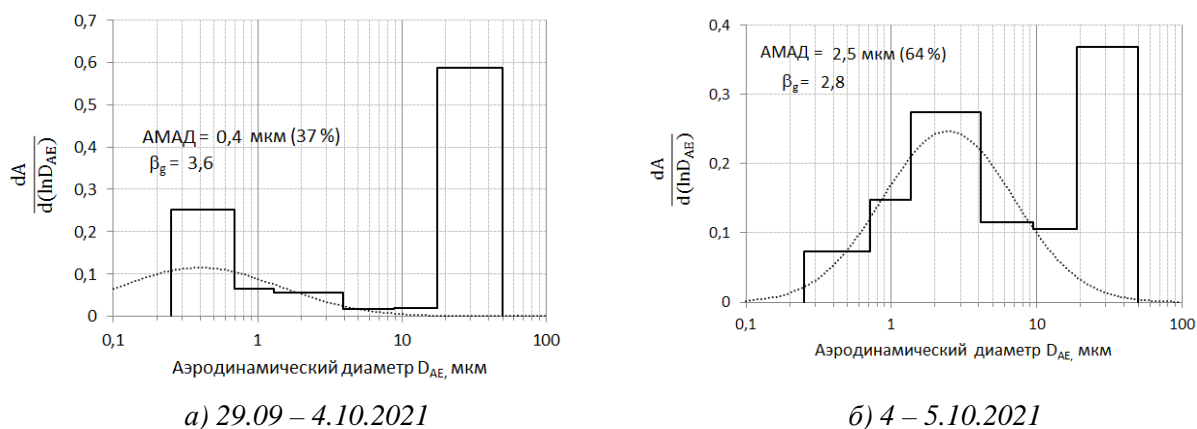 0,7
0,6
0,5
0,4
0,3
0,2
0,1
0
dA
d(lnD_AE)
АМАД = 0,4 мкм (37 %)
β_g = 3,6
0,1 1 10 100
Аэродинамический диаметр D_AE, мкм
а) 29.09 – 4.10.2021
0,4
0,3
0,2
0,1
0
dA
d(lnD_AE)
АМАД = 2,5 мкм (64 %)
β_g = 2,8
0,1 1 10 100
Аэродинамический диаметр D_AE, мкм
б) 4 – 5.10.2021